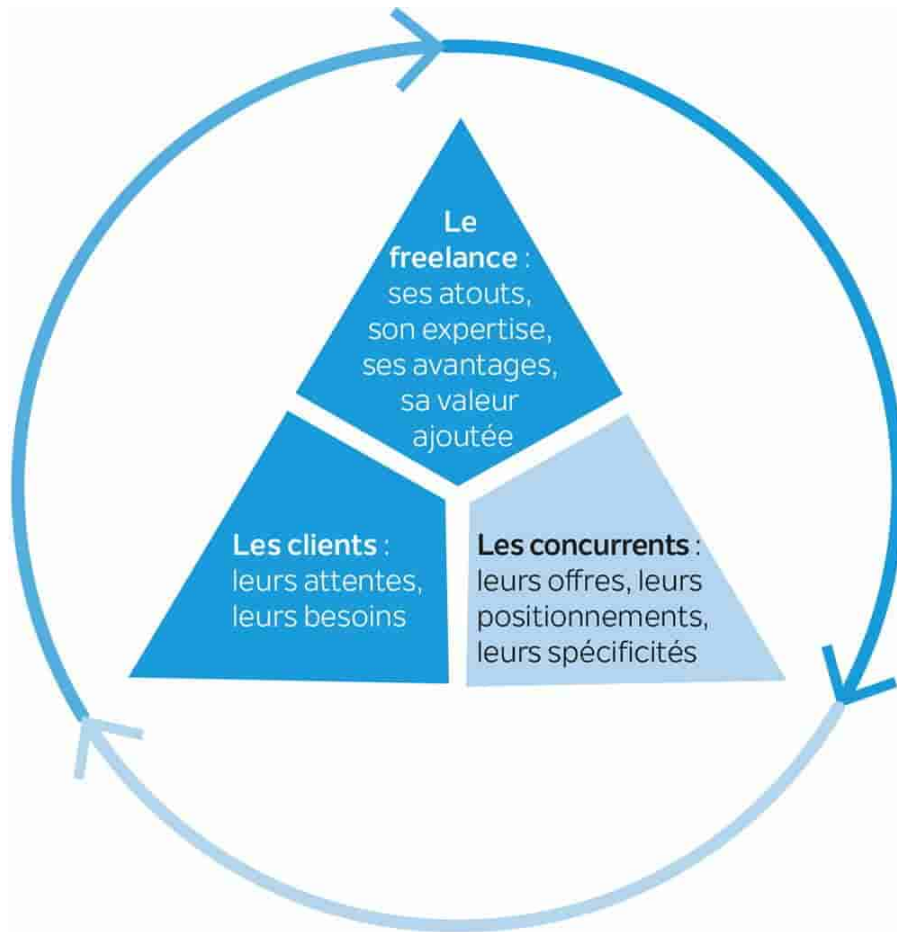 Le
freelance :
ses atouts,
son expertise,
ses avantages,
sa valeur
ajoutée
Les clients :
leurs attentes,
leurs besoins
Les concurrents :
leurs offres, leurs
positionnements,
leurs spécificités